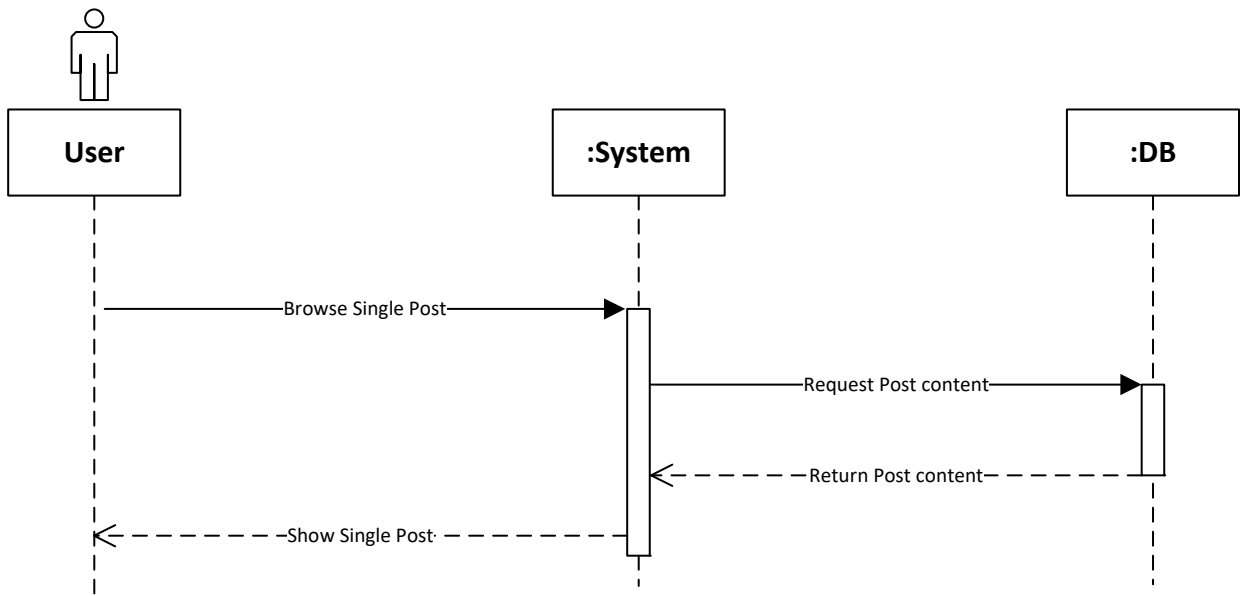 User
:System
:DB
Browse Single Post
Request Post content
Return Post content
Show Single Post